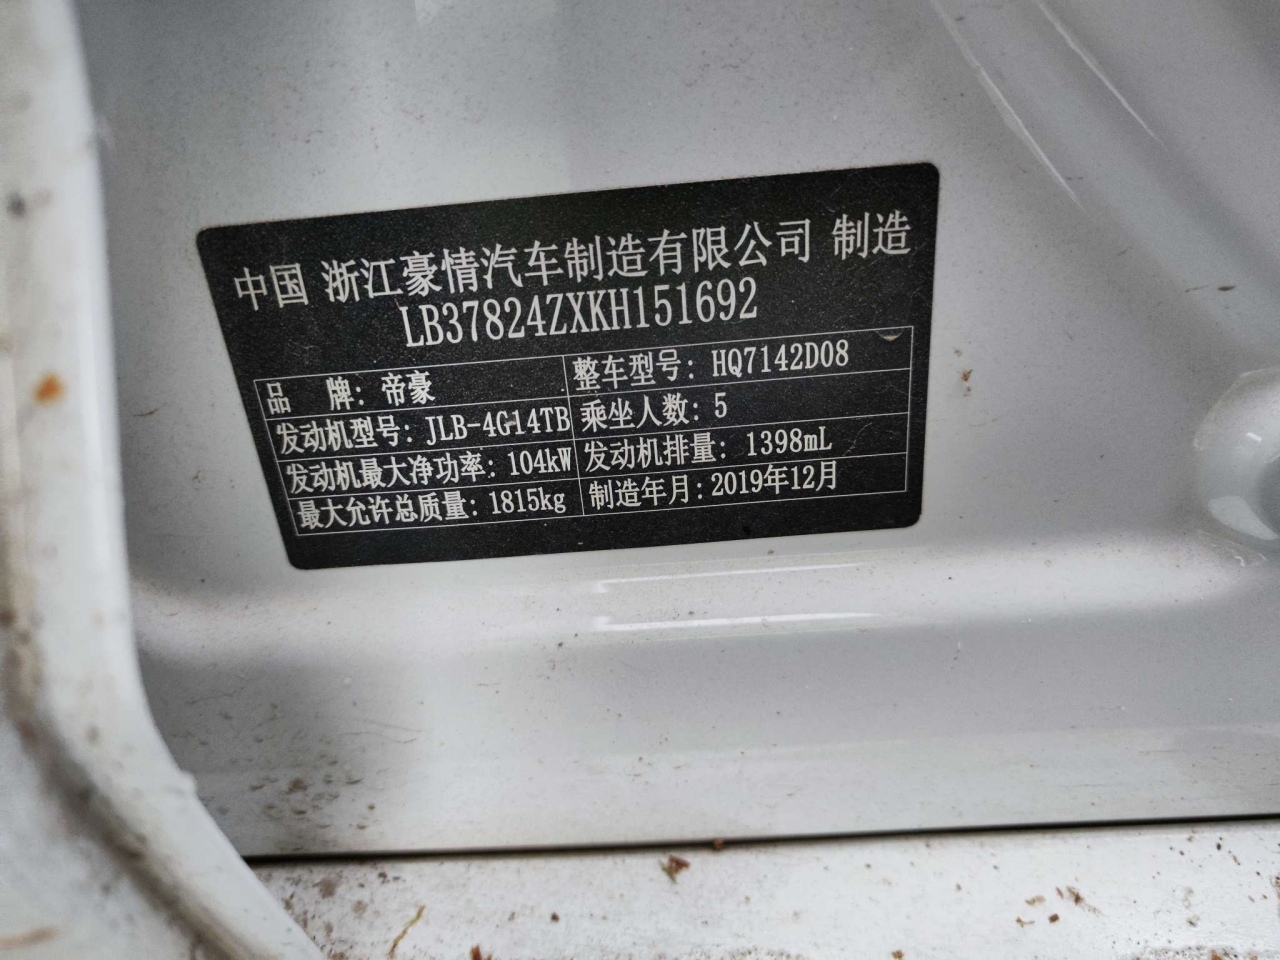 中国 浙江豪情汽车制造有限公司 制造
LB37824ZXKH151692
品 牌：帝豪 整车型号：HQ7142D08
发动机型号：JLB-4G14TB 乘坐人数：5
发动机最大净功率：104kW 发动机排量：1398mL
最大允许总质量：1815kg 制造年月：2019年12月